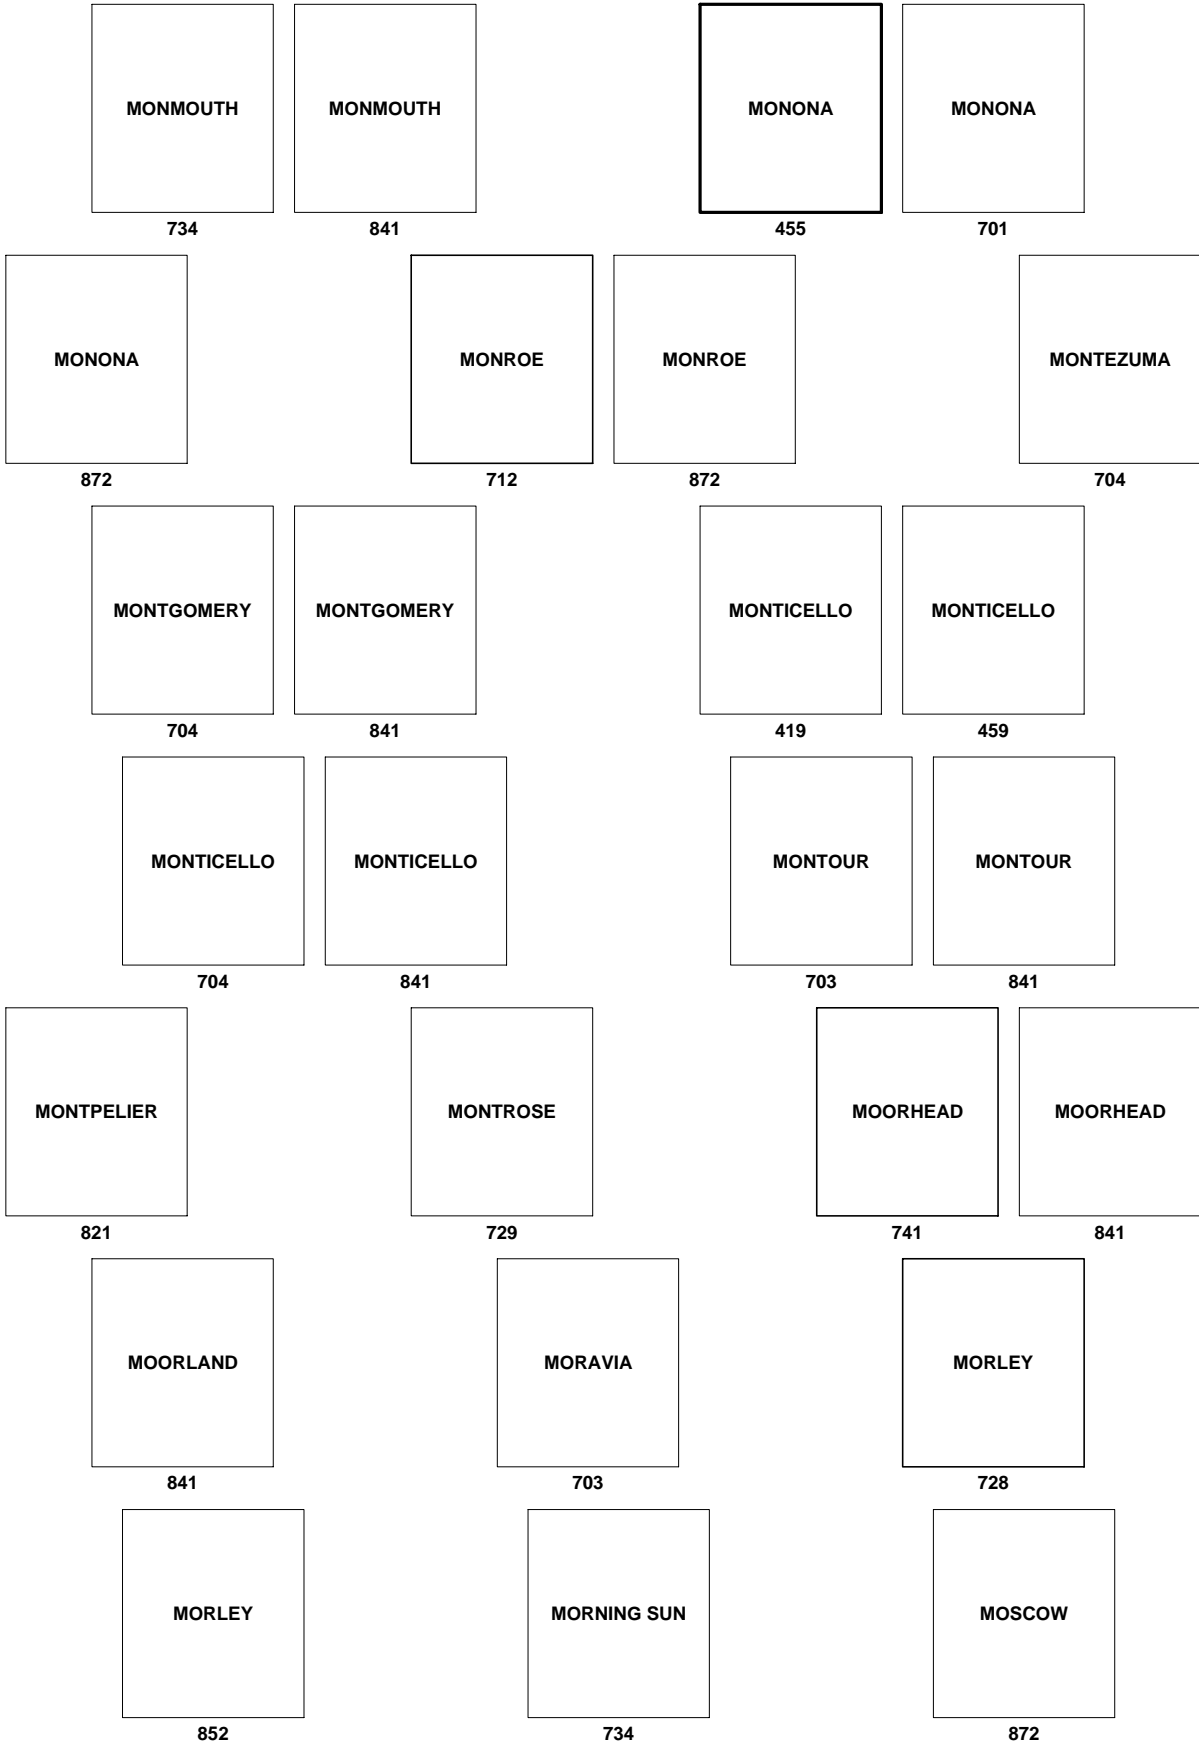 MONMOUTH MONMOUTH MONONA MONONA
734 841 455 701
MONONA MONROE MONROE MONTEZUMA
872 712 872 704
MONTGOMERY MONTGOMERY MONTICELLO MONTICELLO
704 841 419 459
MONTICELLO MONTICELLO MONTOUR MONTOUR
704 841 703 841
MONTPELIER MONTROSE MOORHEAD MOORHEAD
821 729 741 841
MOORLAND MORAVIA MORLEY
841 703 728
MORLEY MORNING SUN MOSCOW
852 734 872